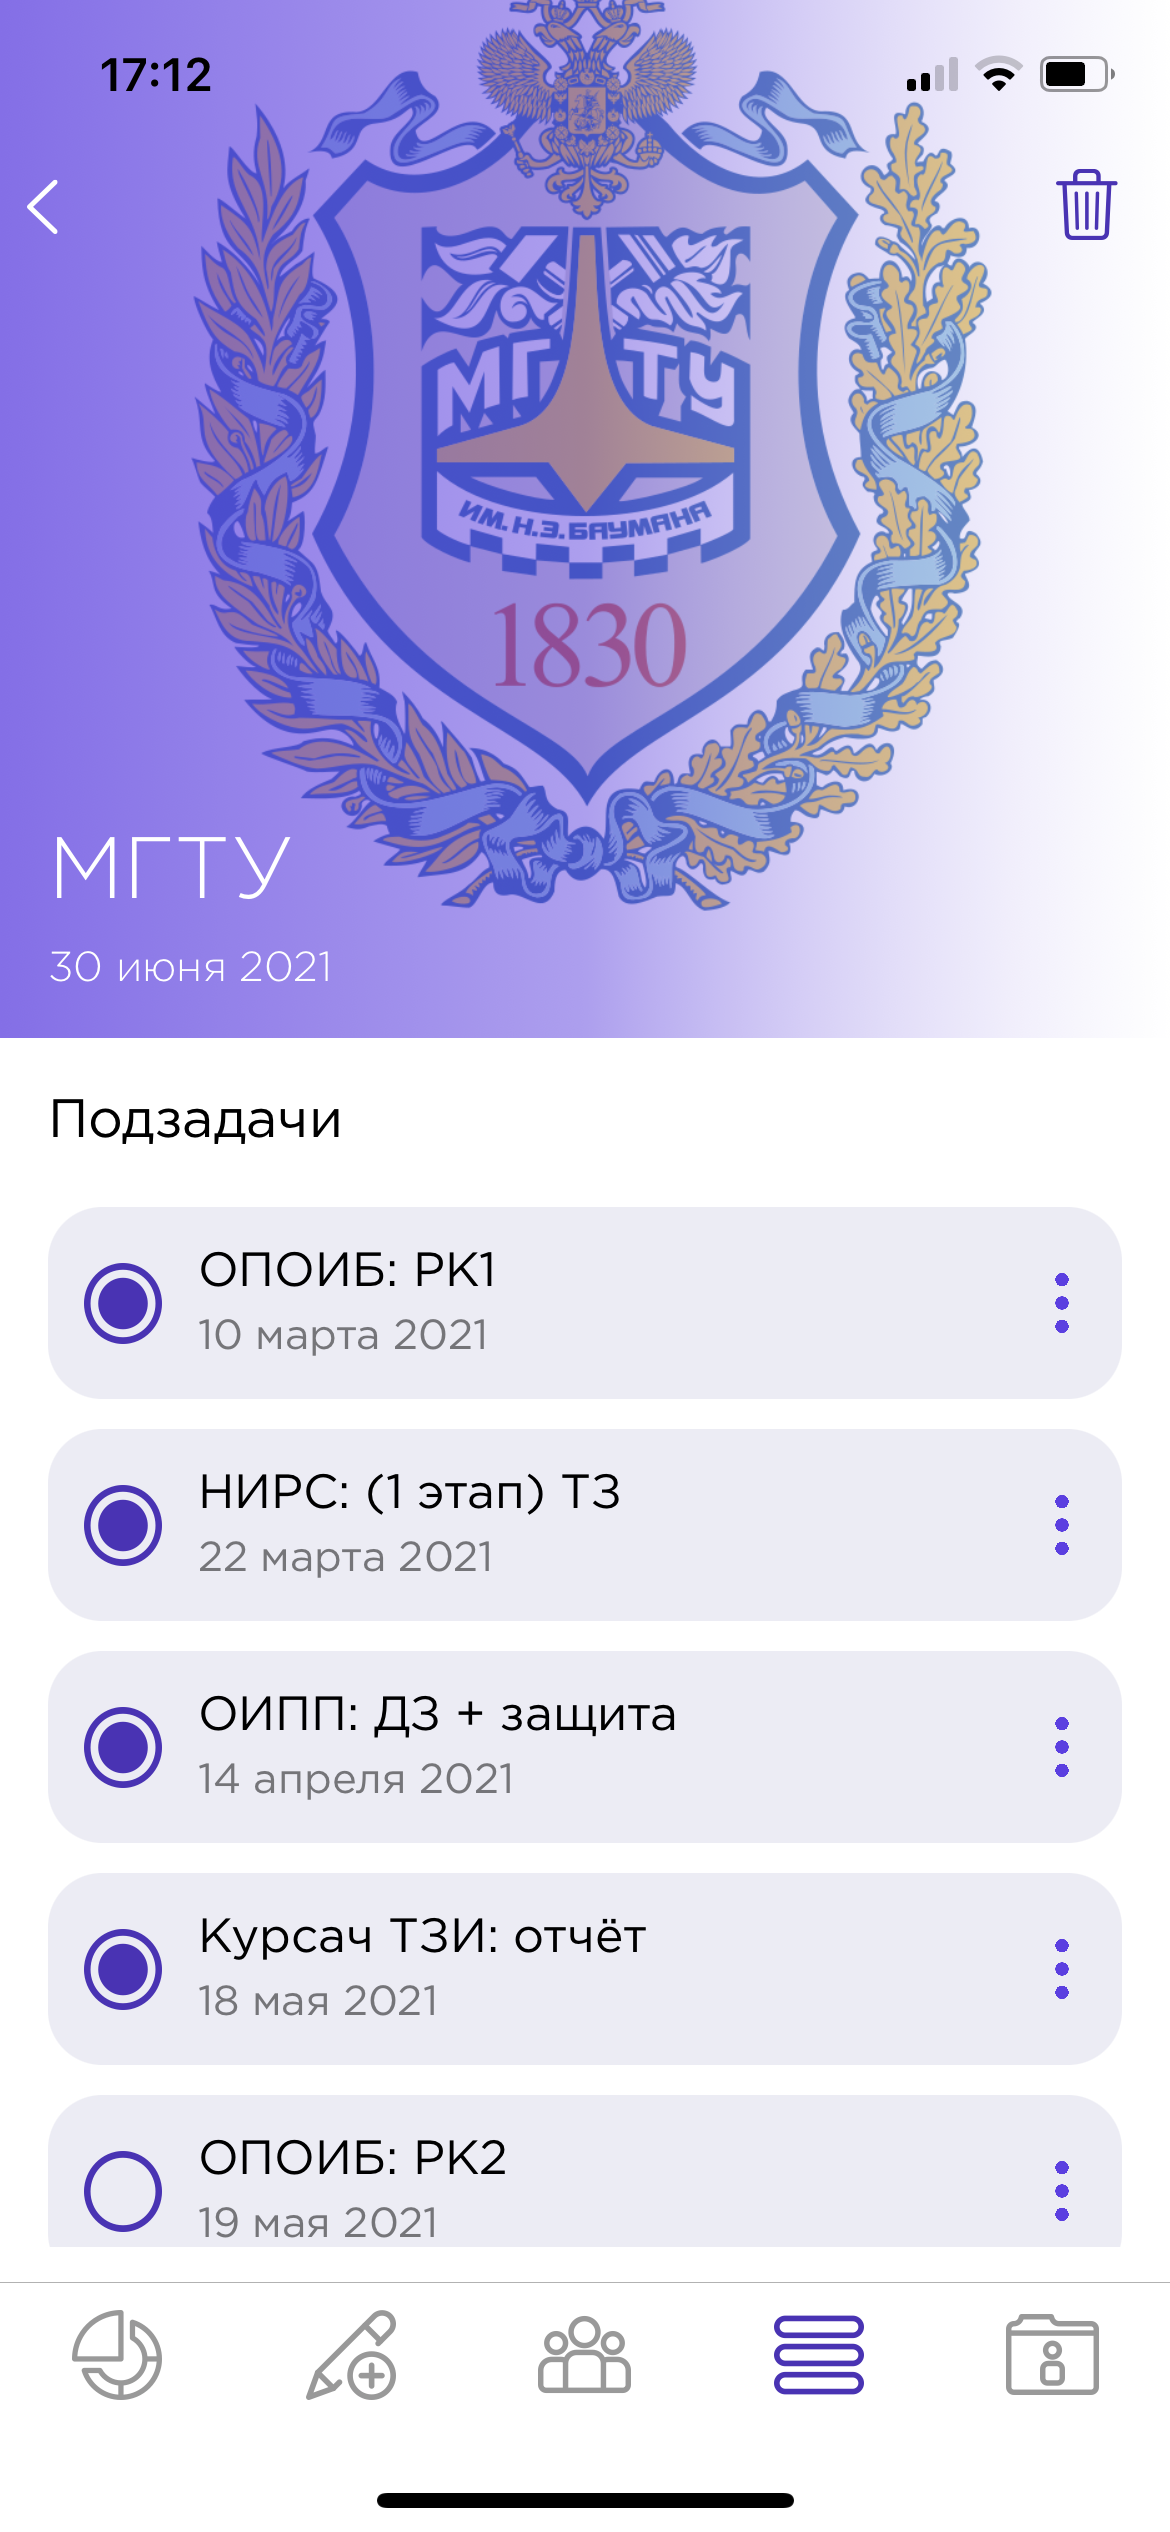 17:12
МГ ТУ
ИМ. Н.Э. БАУМАНА
1830
МГТУ
30 июня 2021
Подзадачи
ОПОИБ: РК1
10 марта 2021
НИРС: (1 этап) ТЗ
22 марта 2021
ОИПП: ДЗ + защита
14 апреля 2021
Курсач ТЗИ: отчёт
18 мая 2021
ОПОИБ: РК2
19 мая 2021